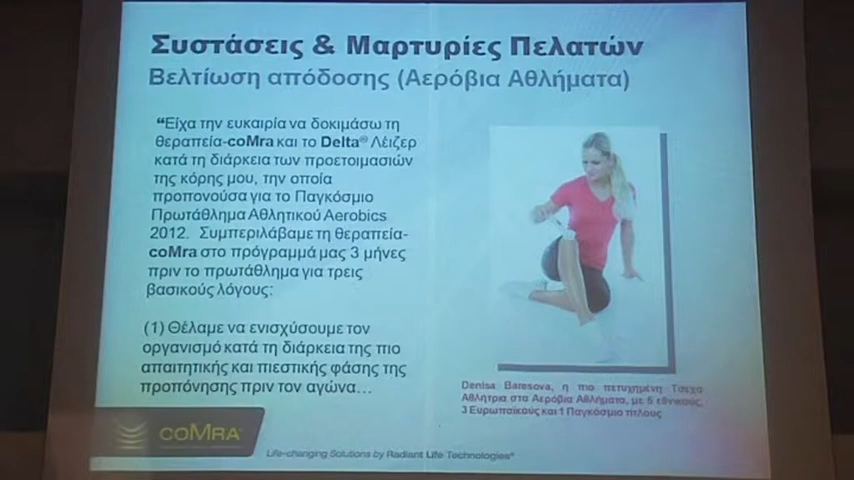 Συστάσεις & Μαρτυρίες Πελατών
Βελτίωση απόδοσης (Αερόβια Αθλήματα)
“Είχα την ευκαιρία να δοκιμάσω τη
θεραπεία-coMra και το Delta® Λέιζερ
κατά τη διάρκεια των προετοιμασιών
της κόρης μου, την οποία
προπονούσα για το Παγκόσμιο
Πρωτάθλημα Αθλητικού Aerobics
2012. Συμπεριλάβαμε τη θεραπεία-
coMra στο πρόγραμμά μας 3 μήνες
πριν το πρωτάθλημα για τρεις
βασικούς λόγους:
(1) Θέλαμε να ενισχύσουμε τον
οργανισμό κατά τη διάρκεια της πιο
απαιτητικής και πιεστικής φάσης της
προπόνησης πριν τον αγώνα…
Denisa Baresova, η πιο πετυχημένη Τσεχα
Αθλήτρια στα Αερόβια Αθλήματα, με 6 εθνικούς,
3 Ευρωπαϊκούς και 1 Παγκόσμιο τίτλους
coMRA
Life-changing Solutions by Radiant Life Technologies®